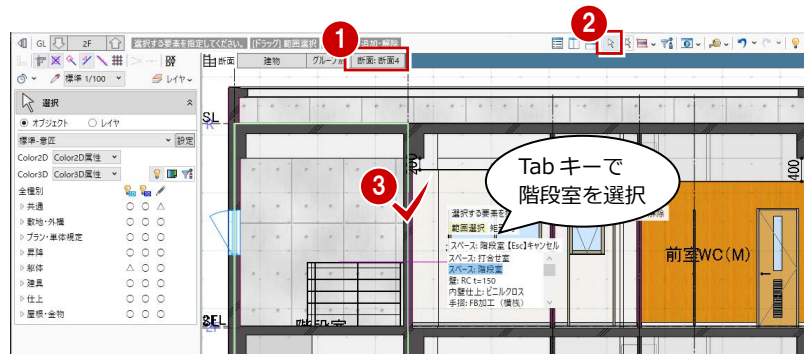 GL
2F
選択する要素を指定してください。 [ドラッグ]範囲選択
追加・解除
1
2
断面
建物
断面: 断面4
標準 1/100
レイヤ
選択
オブジェクト
レイヤ
標準-意匠
設定
Color2D Color2D属性
Color3D Color3D属性
全種別
共通
敷地・外構
プラン・単体規定
昇降
躯体
建具
仕上
屋根・金物
SL
200
400
3
Tab キーで
階段室を選択
選択する要素を
解除
範囲選択
スペース: 階段室 【Esc】キャンセル
スペース: 打合せ室
スペース: 階段室
壁: RC t=150
内壁仕上: ビニルクロス
手摺: FB加工（横桟）
前室WC(M)
階段室